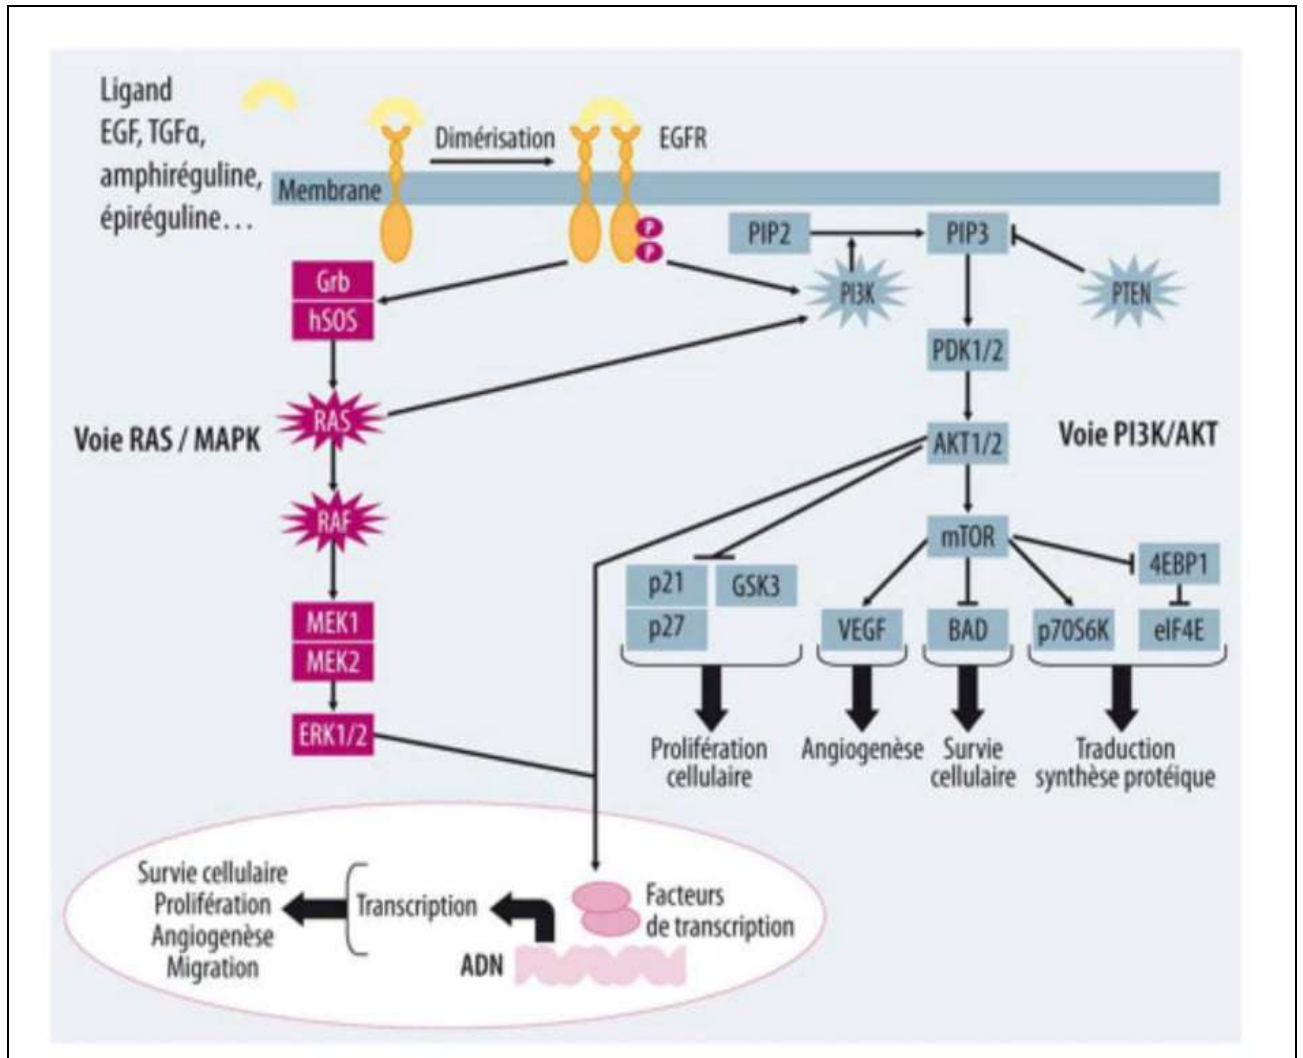 Ligand
EGF, TGFα,
amphiréguline,
épiréguline…
Dimérisation
EGFR
Membrane
P
P
PIP2
PIP3
PI3K
PTEN
Grb
hSOS
PDK1/2
RAS
Voie RAS / MAPK
AKT1/2
Voie PI3K/AKT
RAF
mTOR
4EBP1
p21
GSK3
MEK1
p27
VEGF
BAD
p70S6K
eIF4E
MEK2
ERK1/2
Prolifération
cellulaire
Angiogenèse
Survie
cellulaire
Traduction
synthèse protéique
Survie cellulaire
Prolifération
Angiogenèse
Migration
Transcription
Facteurs
de transcription
ADN